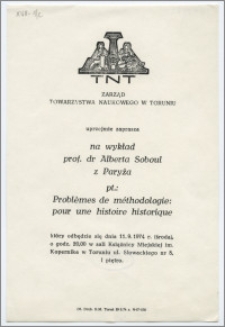 TNT
ZARZĄD
TOWARZYSTWA NAUKOWEGO W TORUNIU
uprzejmie zaprasza
na wykład
prof. dr Alberta Soboul
z Paryża
pt.:
Problèmes de méthodologie:
pour une histoire historique
który odbędzie się dnia 11. 9. 1974 r. (środa),
o godz. 18,00 w sali Książnicy Miejskiej im.
Kopernika w Toruniu ul. Słowackiego nr 8,
I piętro.